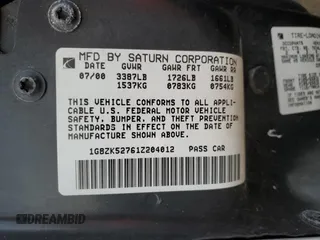 MFD BY SATURN CORPORATION
DATE GVWR GAWR FR GAWR RR
07/00 3387LB 1726LB 1661LB
1537KG 0783KG 0754KG
THIS VEHICLE CONFORMS TO ALL APPLI-
CABLE U.S. FEDERAL MOTOR VEHICLE
SAFETY, BUMPER, AND THEFT PREVENTION
STANDARDS IN EFFECT ON THE DATE OF
MANUFACTURE SHOWN ABOVE.
1G8ZK52761Z204012 PASS CAR
DREAMBID